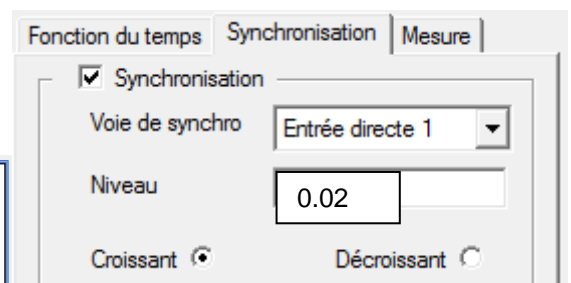 Fonction du temps Synchronisation Mesure
Synchronisation
Voie de synchro Entrée directe 1
Niveau 0.02
Croissant Décroissant